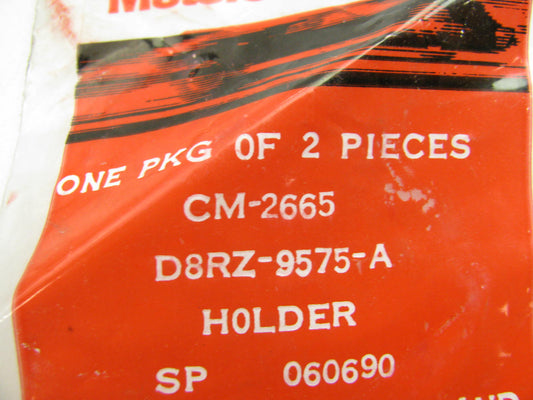 ONE PKG OF 2 PIECES
CM-2665
D8RZ-9575-A
HOLDER
SP 060690